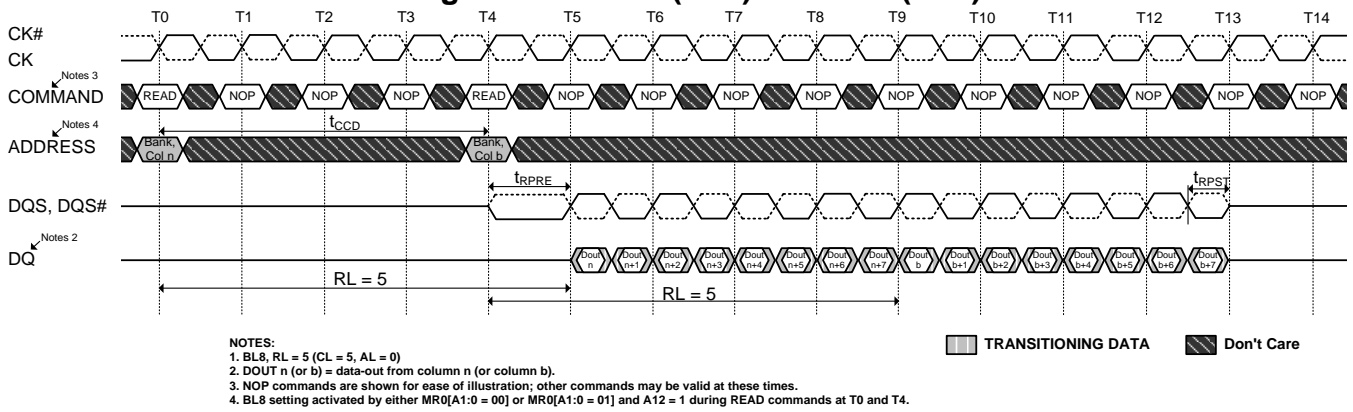 T0 T1 T2 T3 T4 T5 T6 T7 T8 T9 T10 T11 T12 T13 T14
CK#
CK
Notes 3
COMMAND READ NOP NOP NOP READ NOP NOP NOP NOP NOP NOP NOP NOP NOP NOP
Notes 4
tCCD
ADDRESS Bank, Col n Bank, Col b
tRPRE tRPST
DQS, DQS#
Notes 2
DQ Dout n Dout n+1 Dout n+2 Dout n+3 Dout n+4 Dout n+5 Dout n+6 Dout n+7 Dout b Dout b+1 Dout b+2 Dout b+3 Dout b+4 Dout b+5 Dout b+6 Dout b+7
RL = 5
RL = 5
NOTES:
1. BL8, RL = 5 (CL = 5, AL = 0)
2. DOUT n (or b) = data-out from column n (or column b).
3. NOP commands are shown for ease of illustration; other commands may be valid at these times.
4. BL8 setting activated by either MR0[A1:0 = 00] or MR0[A1:0 = 01] and A12 = 1 during READ commands at T0 and T4.
TRANSITIONING DATA Don't Care